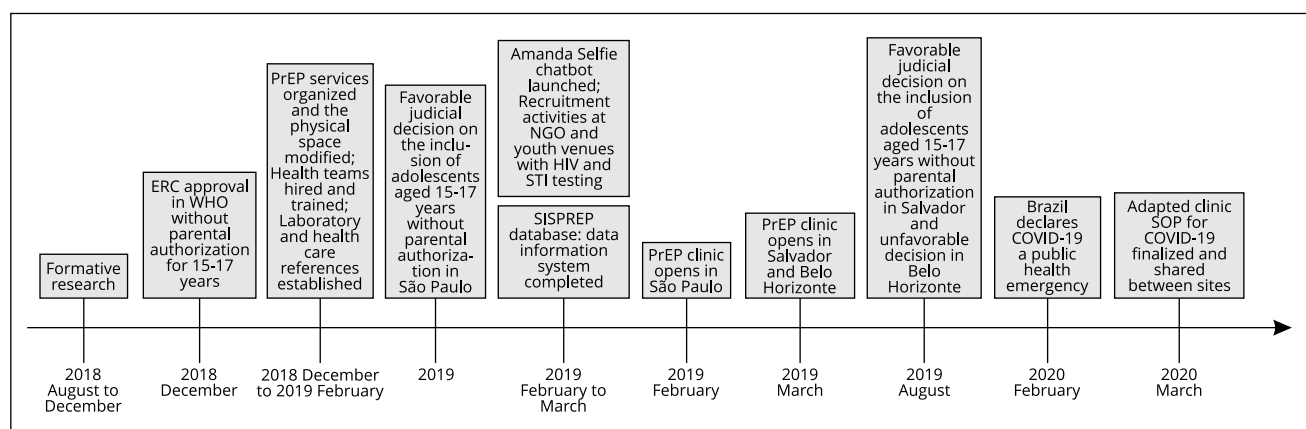 Formative
research
2018
August to
December
ERC approval
in WHO
without
parental
authorization
for 15-17
years
2018
December
PrEP services
organized
and the
physical
space
modified;
Health teams
hired and
trained;
Laboratory
and health
care
references
established
2018 December
to 2019 February
Favorable
judicial
decision on
the inclu-
sion of
adolescents
aged 15-17
years
without
parental
authoriza-
tion in
São Paulo
2019
Amanda Selfie
chatbot
launched;
Recruitment
activities at
NGO and
youth venues
with HIV and
STI testing
SISPREP
database: data
information
system
completed
2019
February to
March
PrEP clinic
opens in
São Paulo
2019
February
PrEP clinic
opens in
Salvador
and Belo
Horizonte
2019
March
Favorable
judicial
decision on
the inclusion
of
adolescents
aged 15-17
years without
parental
authorization
in Salvador
and
unfavorable
decision in
Belo
Horizonte
2019
August
Brazil
declares
COVID-19
a public
health
emergency
2020
February
Adapted clinic
SOP for
COVID-19
finalized and
shared
between sites
2020
March